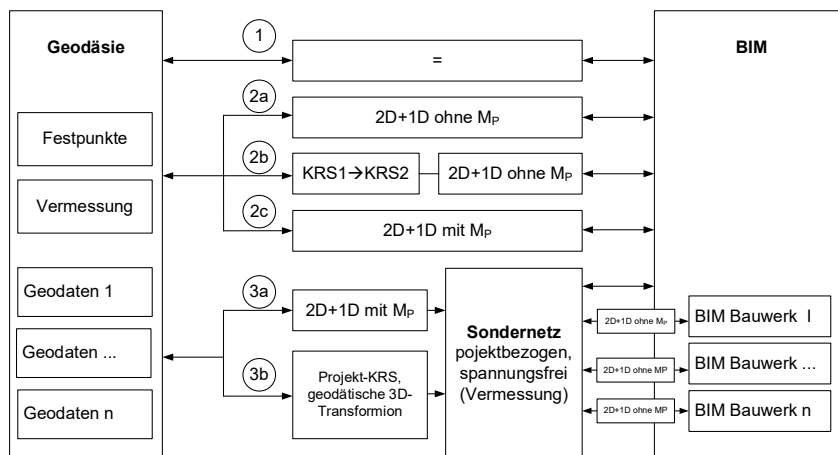 Geodäsie
1
=
BIM
2a
2D+1D ohne Mₚ
Festpunkte
2b
KRS1→KRS2
2D+1D ohne Mₚ
Vermessung
2c
2D+1D mit Mₚ
Geodaten 1
Geodaten ...
Geodaten n
3a
2D+1D mit Mₚ
3b
Projekt-KRS,
geodätische 3D-
Transformion
Sondernetz
pojektbezogen,
spannungsfrei
(Vermessung)
2D+1D ohne Mₚ
BIM Bauwerk I
2D+1D ohne MP
BIM Bauwerk ...
2D+1D ohne MP
BIM Bauwerk n